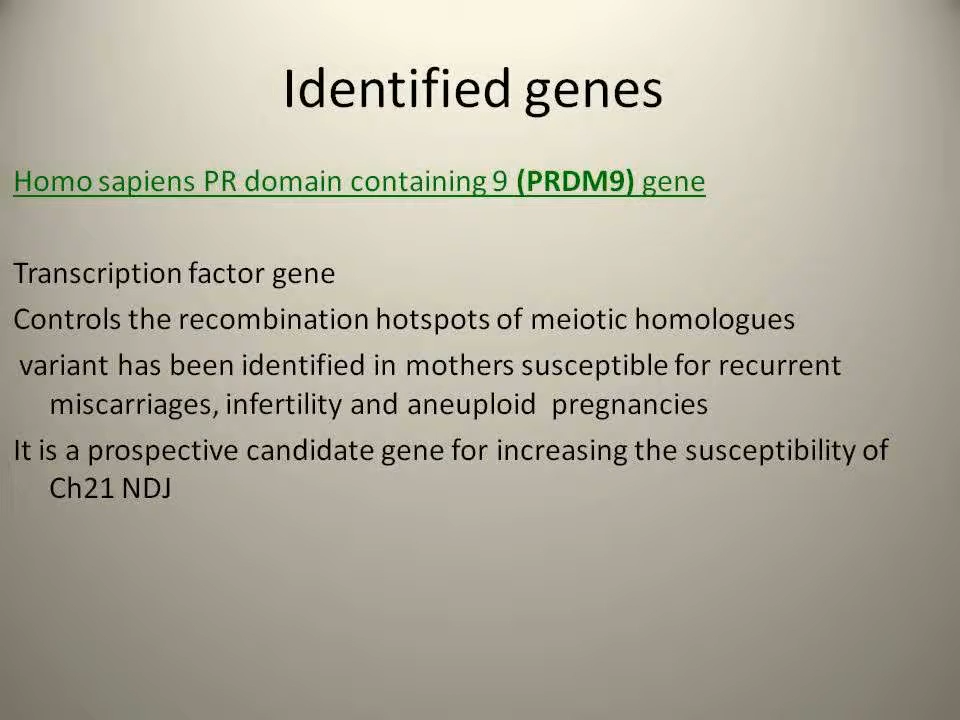 Identified genes
Homo sapiens PR domain containing 9 (PRDM9) gene
Transcription factor gene
Controls the recombination hotspots of meiotic homologues
variant has been identified in mothers susceptible for recurrent
miscarriages, infertility and aneuploid pregnancies
It is a prospective candidate gene for increasing the susceptibility of
Ch21 NDJ